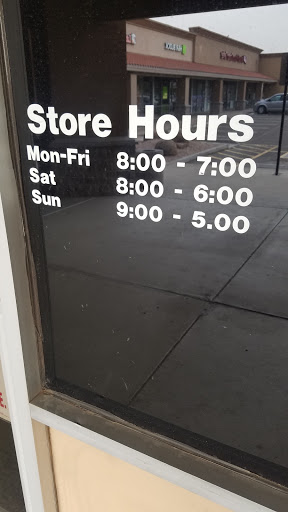 Store Hours
Mon-Fri 8:00 - 7:00
Sat 8:00 - 6:00
Sun 9:00 - 5.00